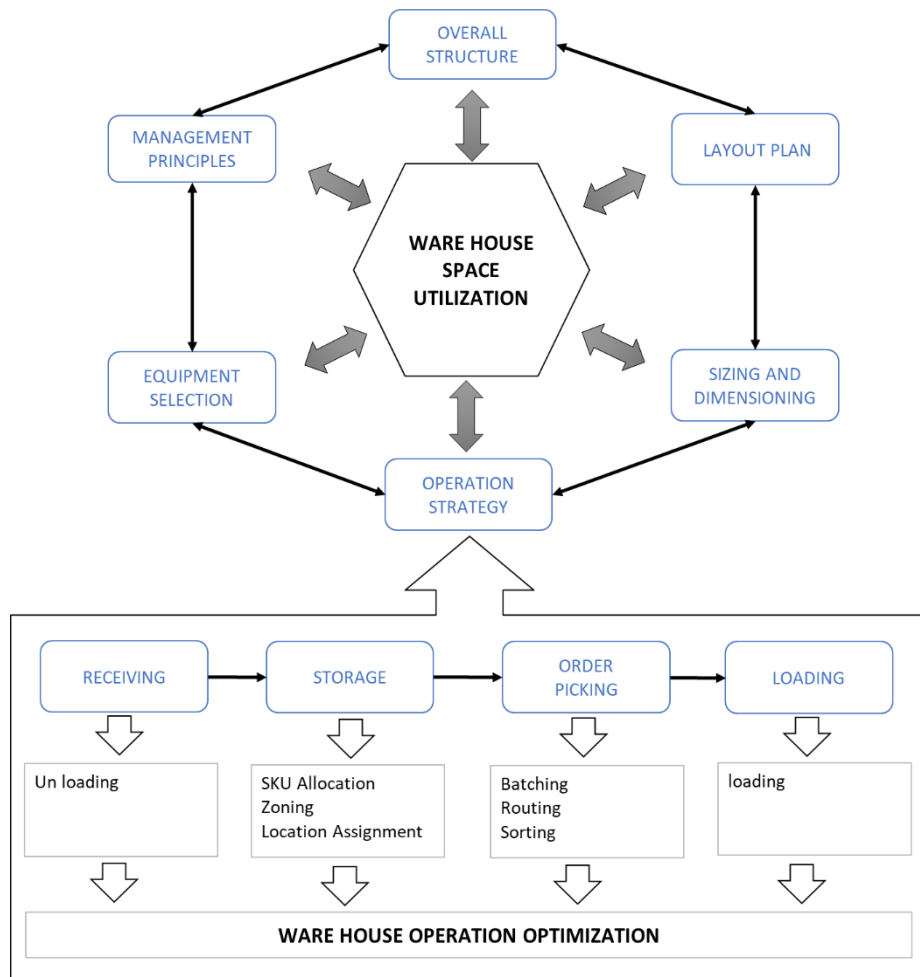 OVERALL
STRUCTURE
MANAGEMENT
PRINCIPLES
LAYOUT PLAN
WARE HOUSE
SPACE
UTILIZATION
EQUIPMENT
SELECTION
SIZING AND
DIMENSIONING
OPERATION
STRATEGY
RECEIVING
STORAGE
ORDER
PICKING
LOADING
Un loading
SKU Allocation
Zoning
Location Assignment
Batching
Routing
Sorting
loading
WARE HOUSE OPERATION OPTIMIZATION